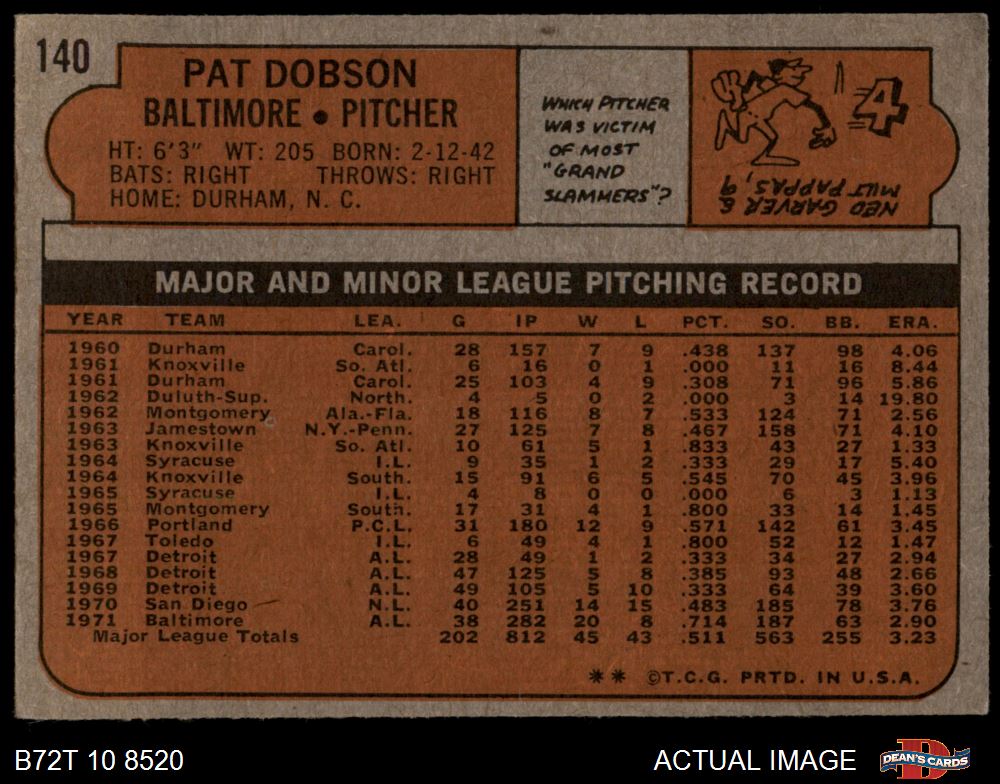 140
PAT DOBSON
BALTIMORE • PITCHER
HT: 6'3" WT: 205 BORN: 2-12-42
BATS: RIGHT THROWS: RIGHT
HOME: DURHAM, N. C.
WHICH PITCHER
WAS VICTIM
OF MOST
"GRAND
SLAMMERS"?
4
NED GARVER &
MILT PAPPAS, 9
MAJOR AND MINOR LEAGUE PITCHING RECORD
YEAR TEAM LEA. G IP W L PCT. SO. BB. ERA.
1960 Durham Carol. 28 157 7 9 .438 137 98 4.06
1961 Knoxville So. Atl. 6 16 0 1 .000 11 16 8.44
1961 Durham Carol. 25 103 4 9 .308 71 96 5.86
1962 Duluth-Sup. North. 4 5 0 2 .000 3 14 19.80
1962 Montgomery Ala.-Fla. 18 116 8 7 .533 124 71 2.56
1963 Jamestown N.Y.-Penn. 27 125 7 8 .467 158 71 4.10
1963 Knoxville So. Atl. 10 61 5 1 .833 43 27 1.33
1964 Syracuse I.L. 9 35 1 2 .333 29 17 5.40
1964 Knoxville South. 15 91 6 5 .545 70 45 3.96
1965 Syracuse I.L. 4 8 0 0 .000 6 3 1.13
1965 Montgomery South. 17 31 4 1 .800 33 14 1.45
1966 Portland P.C.L. 31 180 12 9 .571 142 61 3.45
1967 Toledo I.L. 6 49 4 1 .800 52 12 1.47
1967 Detroit A.L. 28 49 1 2 .333 34 27 2.94
1968 Detroit A.L. 47 125 5 8 .385 93 48 2.66
1969 Detroit A.L. 49 105 5 10 .333 64 39 3.60
1970 San Diego N.L. 40 251 14 15 .483 185 78 3.76
1971 Baltimore A.L. 38 282 20 8 .714 187 63 2.90
Major League Totals 202 812 45 43 .511 563 255 3.23
** ©T.C.G. PRTD. IN U.S.A.
B72T 10 8520
ACTUAL IMAGE
D
DEAN'S CARDS